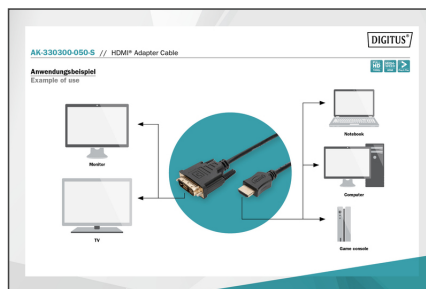 DIGITUS®
AK-330300-050-S // HDMI® Adapter Cable
Anwendungsbeispiel
Example of use
Monitor
TV
Notebook
Computer
Game console